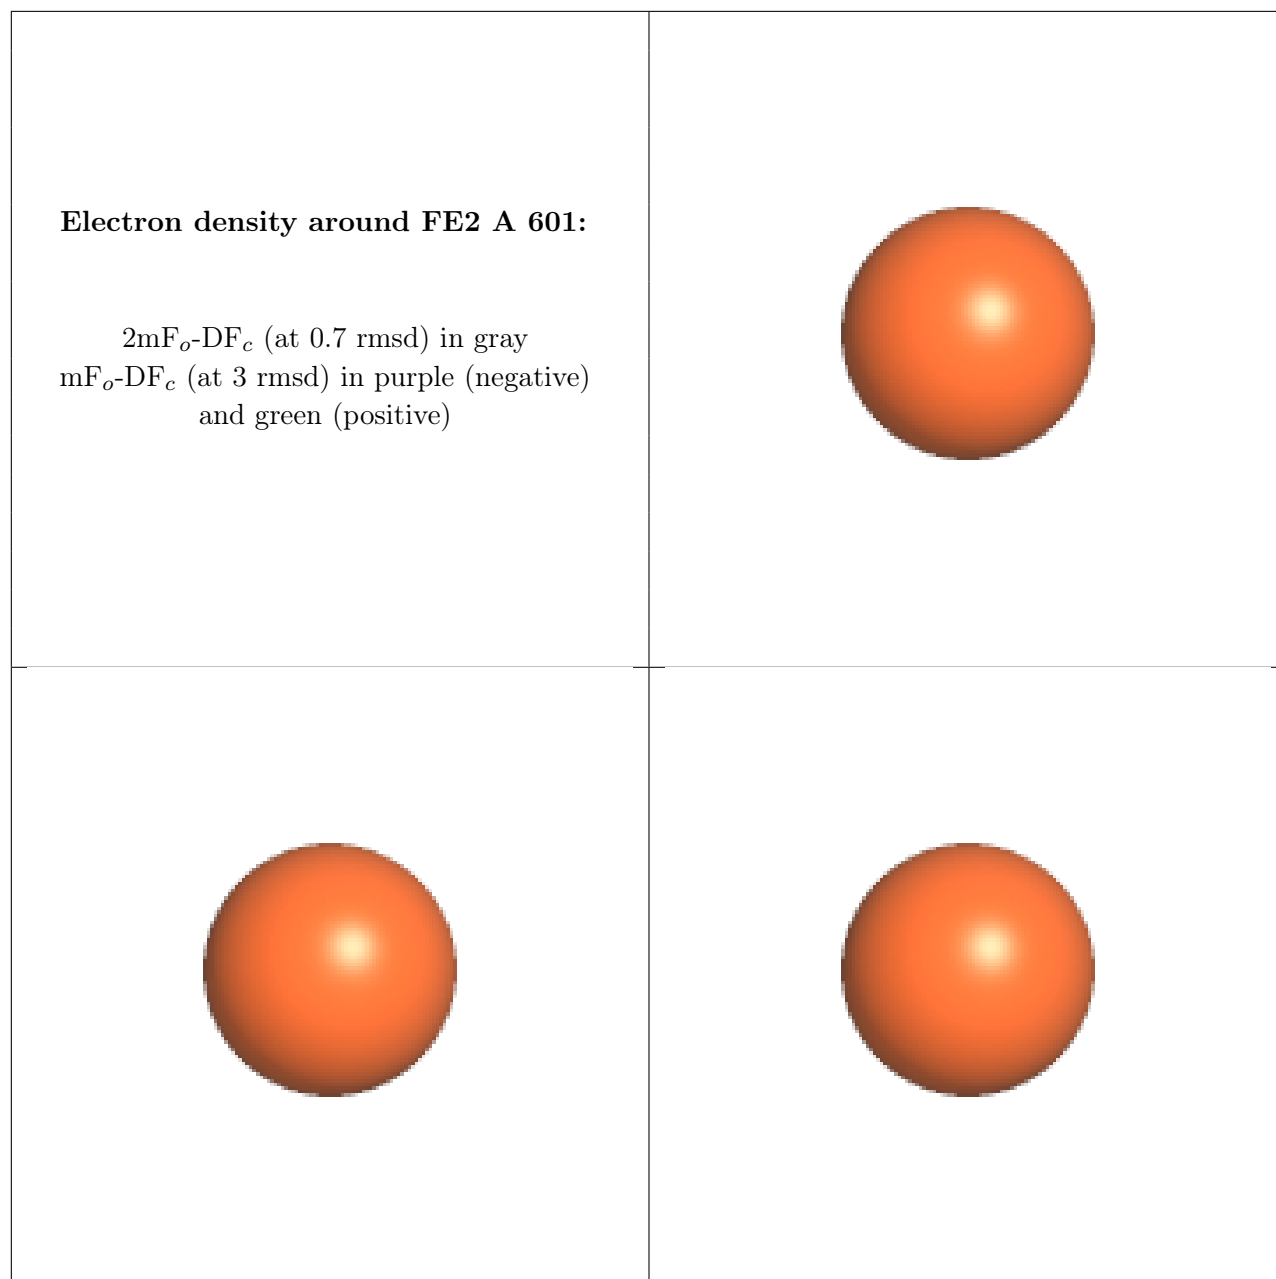 Electron density around FE2 A 601:
2mFo-DFc (at 0.7 rmsd) in gray
mFo-DFc (at 3 rmsd) in purple (negative)
and green (positive)